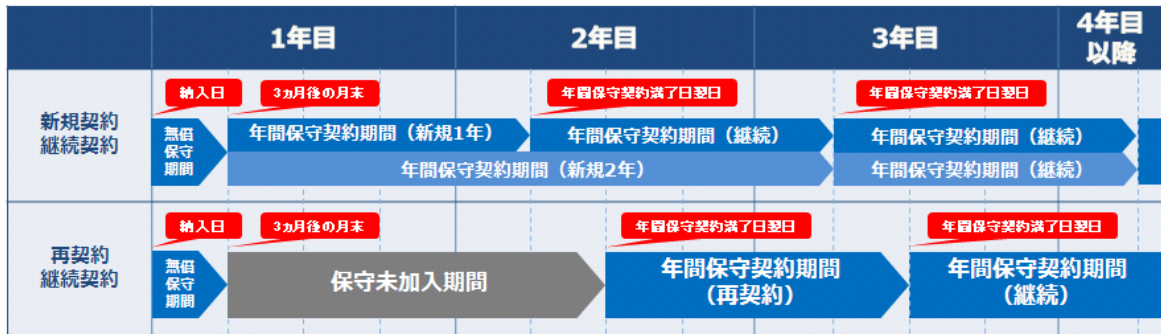 1年目
2年目
3年目
4年目
以降
新規契約
継続契約
納入日
3ヵ月後の月末
年間保守契約満了日翌日
年間保守契約満了日翌日
無償
保守
期間
年間保守契約期間（新規1年）
年間保守契約期間（継続）
年間保守契約期間（継続）
年間保守契約期間（新規2年）
年間保守契約期間（継続）
再契約
継続契約
納入日
3ヵ月後の月末
年間保守契約満了日翌日
年間保守契約満了日翌日
無償
保守
期間
保守未加入期間
年間保守契約期間
（再契約）
年間保守契約期間
（継続）